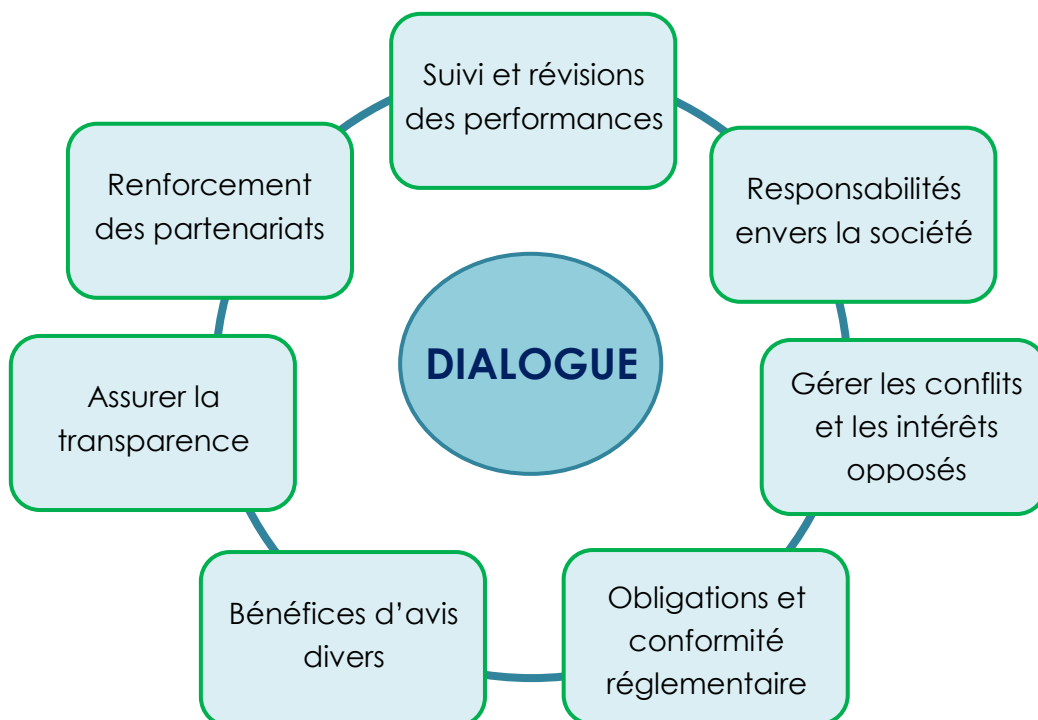 Suivi et révisions
des performances
Responsabilités
envers la société
Gérer les conflits
et les intérêts
opposés
Obligations et
conformité
réglementaire
Bénéfices d’avis
divers
Assurer la
transparence
Renforcement
des partenariats
DIALOGUE